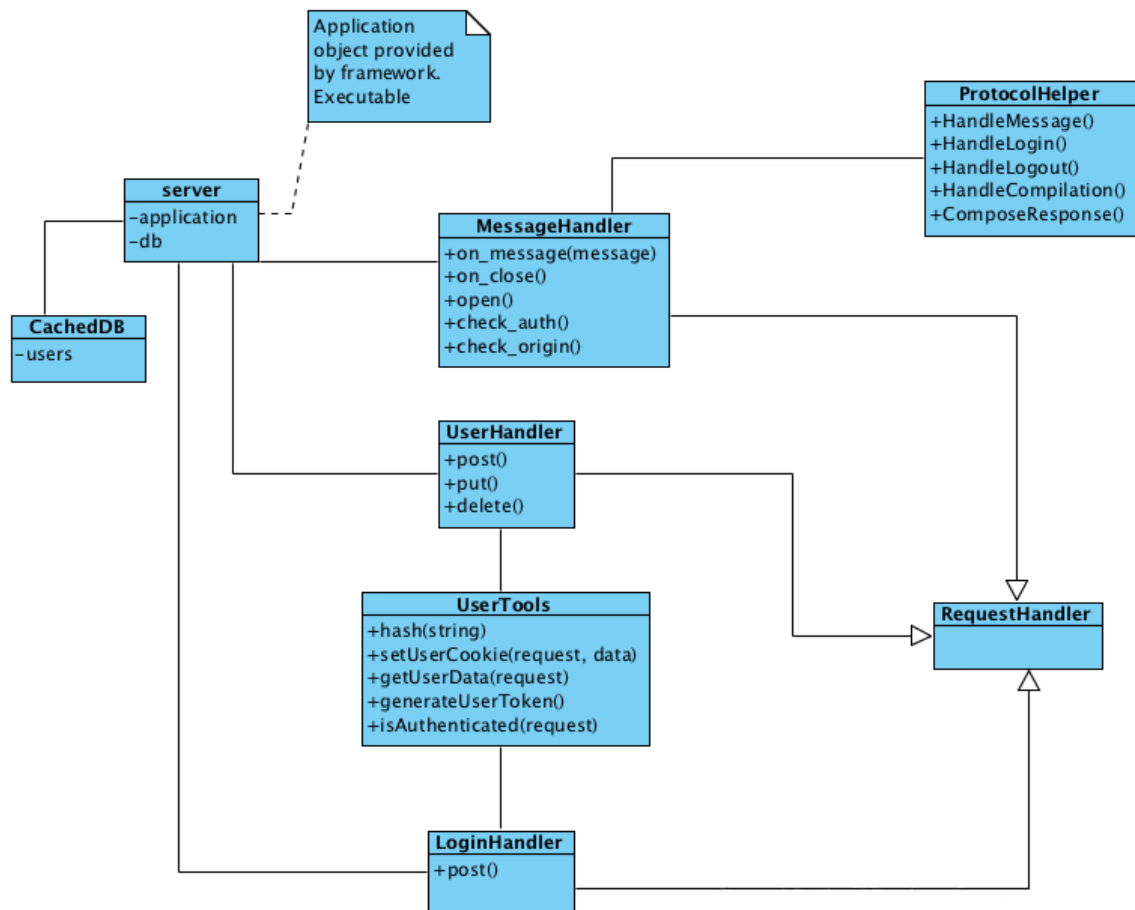 Application
object provided
by framework.
Executable
ProtocolHelper
+HandleMessage()
+HandleLogin()
+HandleLogout()
+HandleCompilation()
+ComposeResponse()
server
-application
-db
MessageHandler
+on_message(message)
+on_close()
+open()
+check_auth()
+check_origin()
CachedDB
-users
UserHandler
+post()
+put()
+delete()
UserTools
+hash(string)
+setUserCookie(request, data)
+getUserData(request)
+generateUserToken()
+isAuthenticated(request)
RequestHandler
LoginHandler
+post()